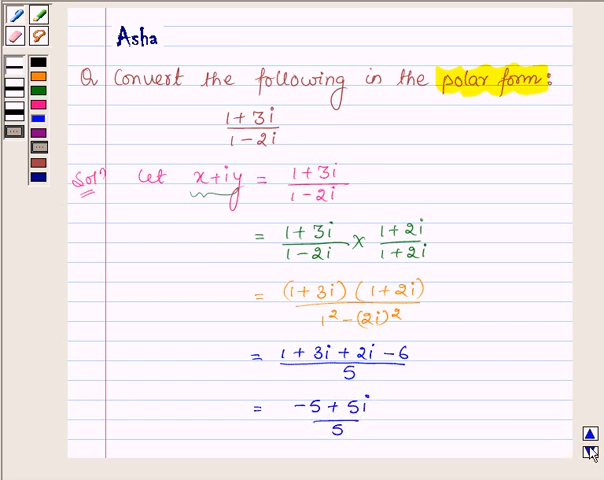 Asha
Q Convert the following in the polar form:
1+3i
1-2i
Sol? Let x+iy = 1+3i
1-2i
= 1+3i × 1+2i
1-2i 1+2i
= (1+3i) (1+2i)
1² -(2i)²
= 1+3i+2i-6
5
= -5+5i
5